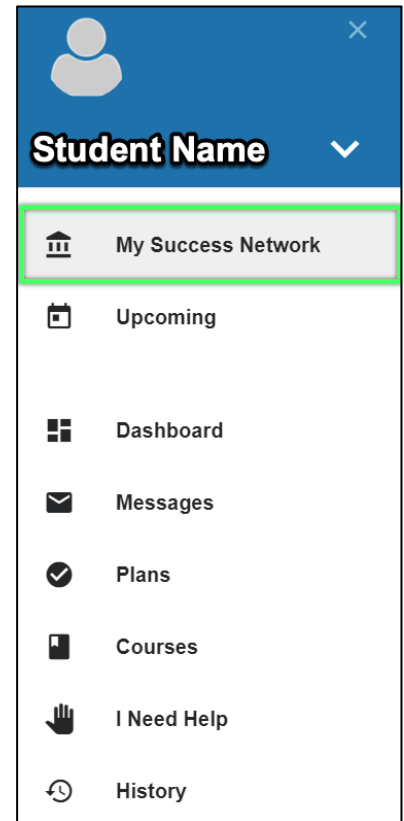 Student Name
My Success Network
Upcoming
Dashboard
Messages
Plans
Courses
I Need Help
History